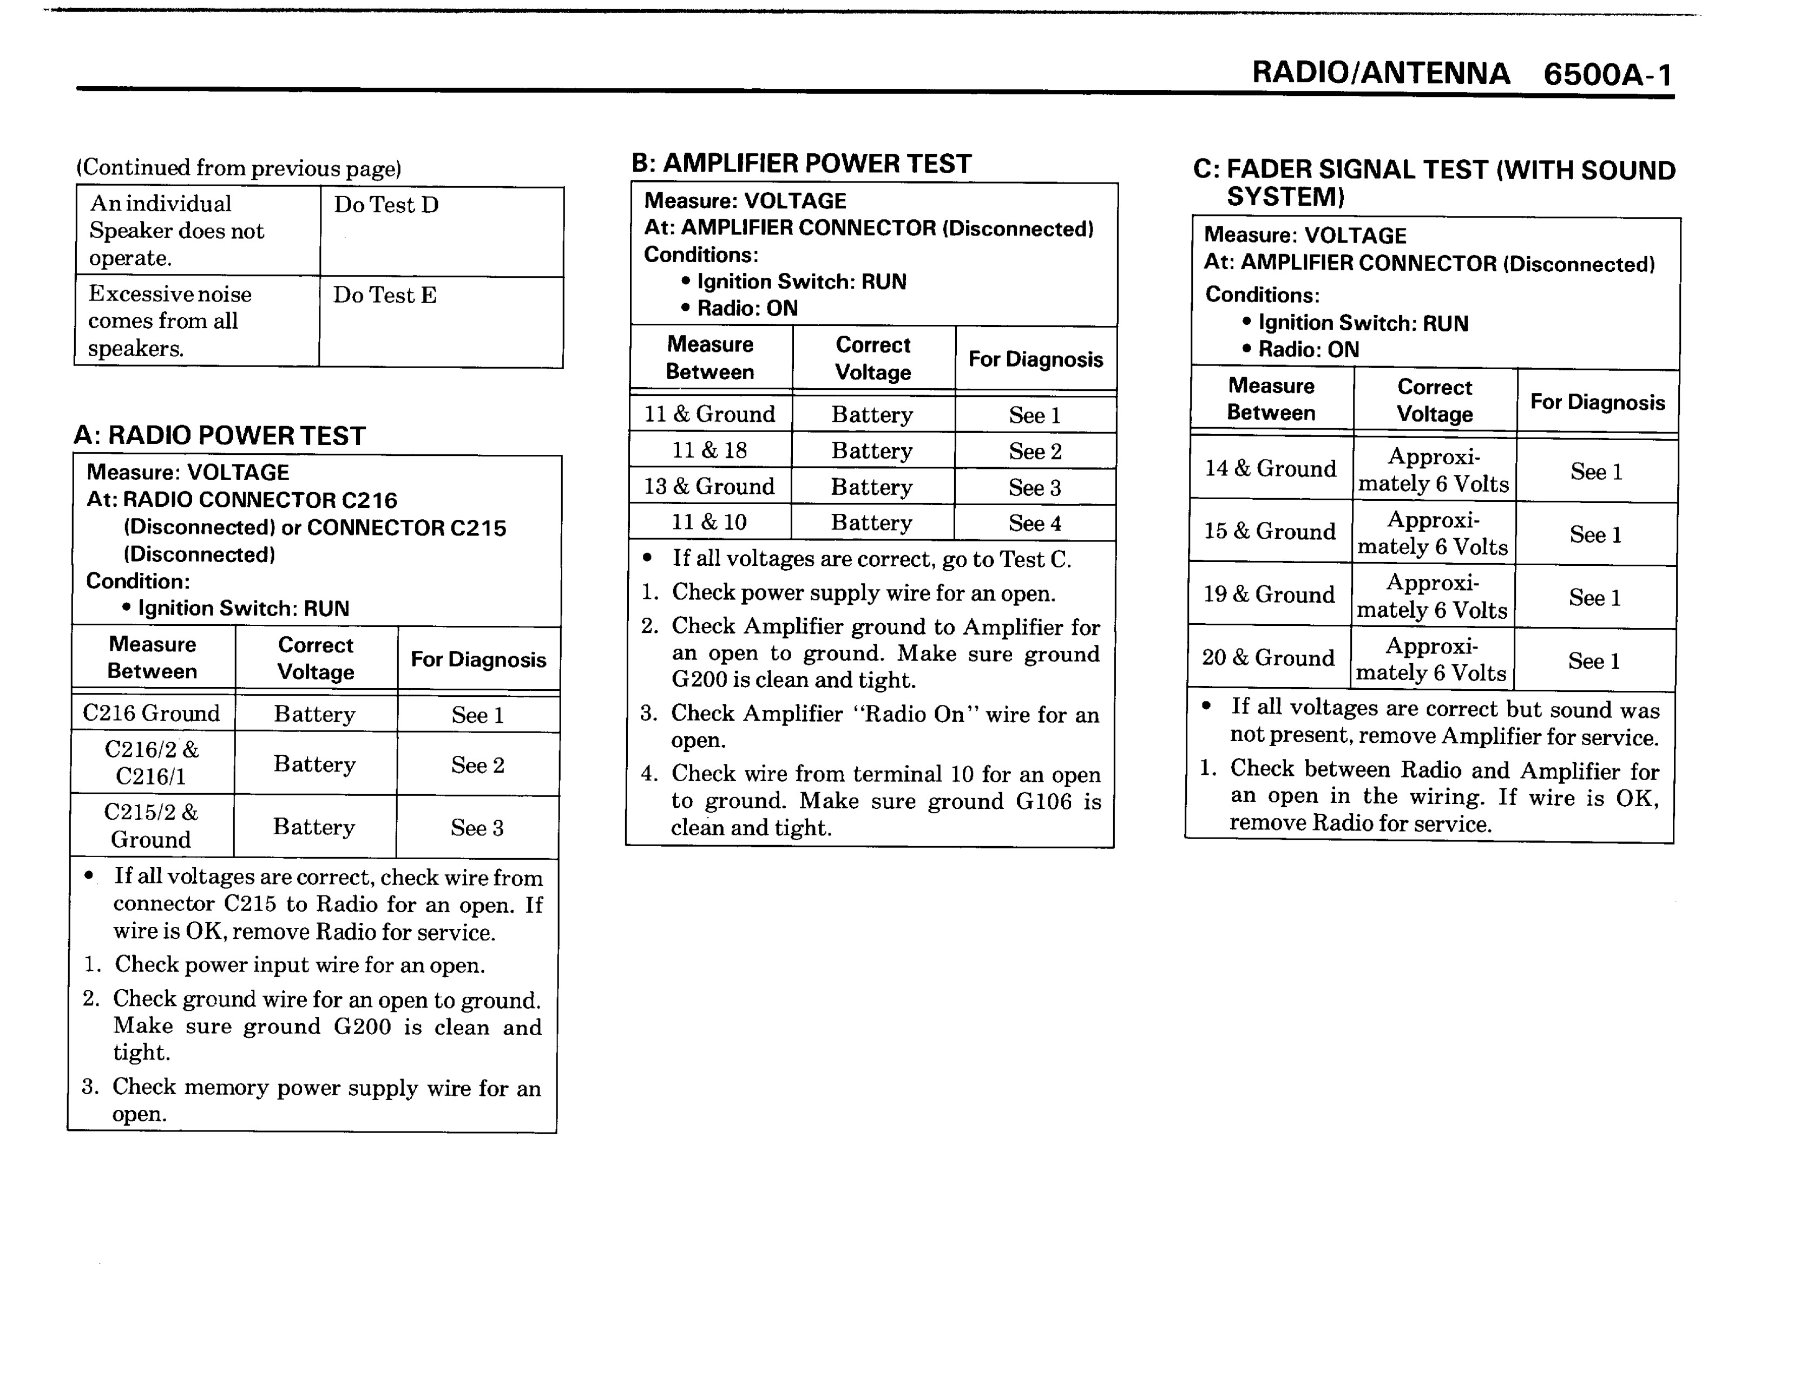 RADIO/ANTENNA 6500A-1
(Continued from previous page)
An individual
Speaker does not
operate.
Do Test D
Excessive noise
comes from all
speakers.
Do Test E
A: RADIO POWER TEST
Measure: VOLTAGE
At: RADIO CONNECTOR C216
(Disconnected) or CONNECTOR C215
(Disconnected)
Condition:
• Ignition Switch: RUN
Measure
Between
Correct
Voltage
For Diagnosis
C216 Ground
Battery
See 1
C216/2 &
C216/1
Battery
See 2
C215/2 &
Ground
Battery
See 3
• If all voltages are correct, check wire from
connector C215 to Radio for an open. If
wire is OK, remove Radio for service.
1. Check power input wire for an open.
2. Check ground wire for an open to ground.
Make sure ground G200 is clean and
tight.
3. Check memory power supply wire for an
open.
B: AMPLIFIER POWER TEST
Measure: VOLTAGE
At: AMPLIFIER CONNECTOR (Disconnected)
Conditions:
• Ignition Switch: RUN
• Radio: ON
Measure
Between
Correct
Voltage
For Diagnosis
11 & Ground
Battery
See 1
11 & 18
Battery
See 2
13 & Ground
Battery
See 3
11 & 10
Battery
See 4
• If all voltages are correct, go to Test C.
1. Check power supply wire for an open.
2. Check Amplifier ground to Amplifier for
an open to ground. Make sure ground
G200 is clean and tight.
3. Check Amplifier “Radio On” wire for an
open.
4. Check wire from terminal 10 for an open
to ground. Make sure ground G106 is
clean and tight.
C: FADER SIGNAL TEST (WITH SOUND
SYSTEM)
Measure: VOLTAGE
At: AMPLIFIER CONNECTOR (Disconnected)
Conditions:
• Ignition Switch: RUN
• Radio: ON
Measure
Between
Correct
Voltage
For Diagnosis
14 & Ground
Approxi-
mately 6 Volts
See 1
15 & Ground
Approxi-
mately 6 Volts
See 1
19 & Ground
Approxi-
mately 6 Volts
See 1
20 & Ground
Approxi-
mately 6 Volts
See 1
• If all voltages are correct but sound was
not present, remove Amplifier for service.
1. Check between Radio and Amplifier for
an open in the wiring. If wire is OK,
remove Radio for service.